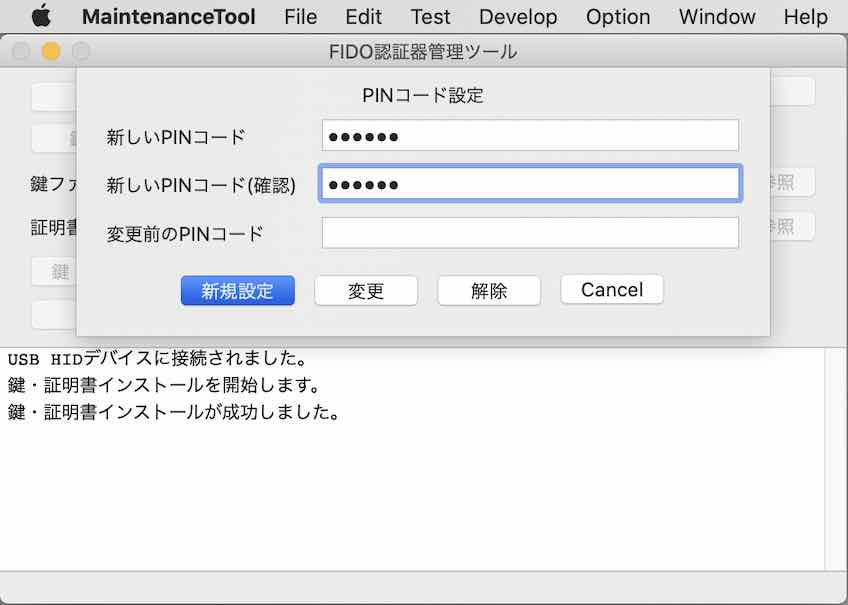 MaintenanceTool File Edit Test Develop Option Window Help
FIDO認証器管理ツール
PINコード設定
新しいPINコード
新しいPINコード(確認)
変更前のPINコード
新規設定 変更 解除 Cancel
鍵ファ
参照
証明書
参照
鍵
USB HIDデバイスに接続されました。
鍵・証明書インストールを開始します。
鍵・証明書インストールが成功しました。